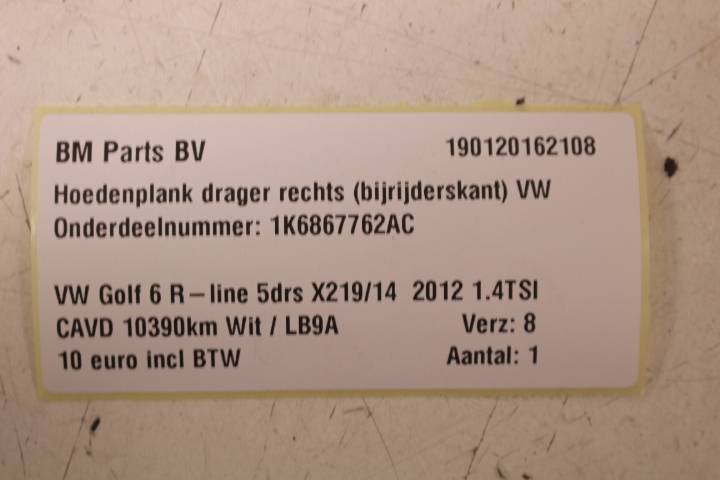 BM Parts BV 190120162108
Hoedenplank drager rechts (bijrijderskant) VW
Onderdeelnummer: 1K6867762AC
VW Golf 6 R-line 5drs X219/14 2012 1.4TSI
CAVD 10390km Wit / LB9A Verz: 8
10 euro incl BTW Aantal: 1